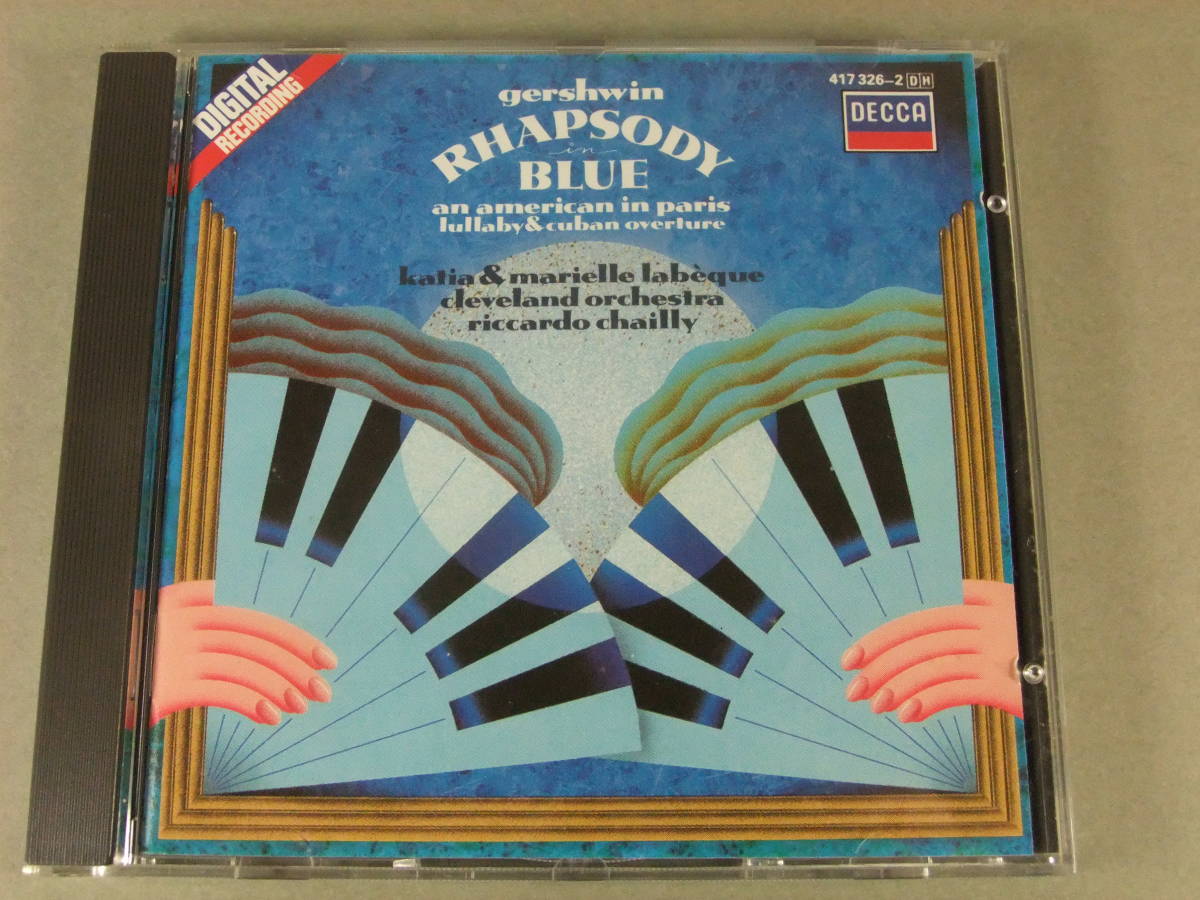 DIGITAL
RECORDING
417 326-2 DH
DECCA
gershwin
RHAPSODY
in
BLUE
an american in paris
lullaby & cuban overture
katia & marielle labèque
cleveland orchestra
riccardo chailly